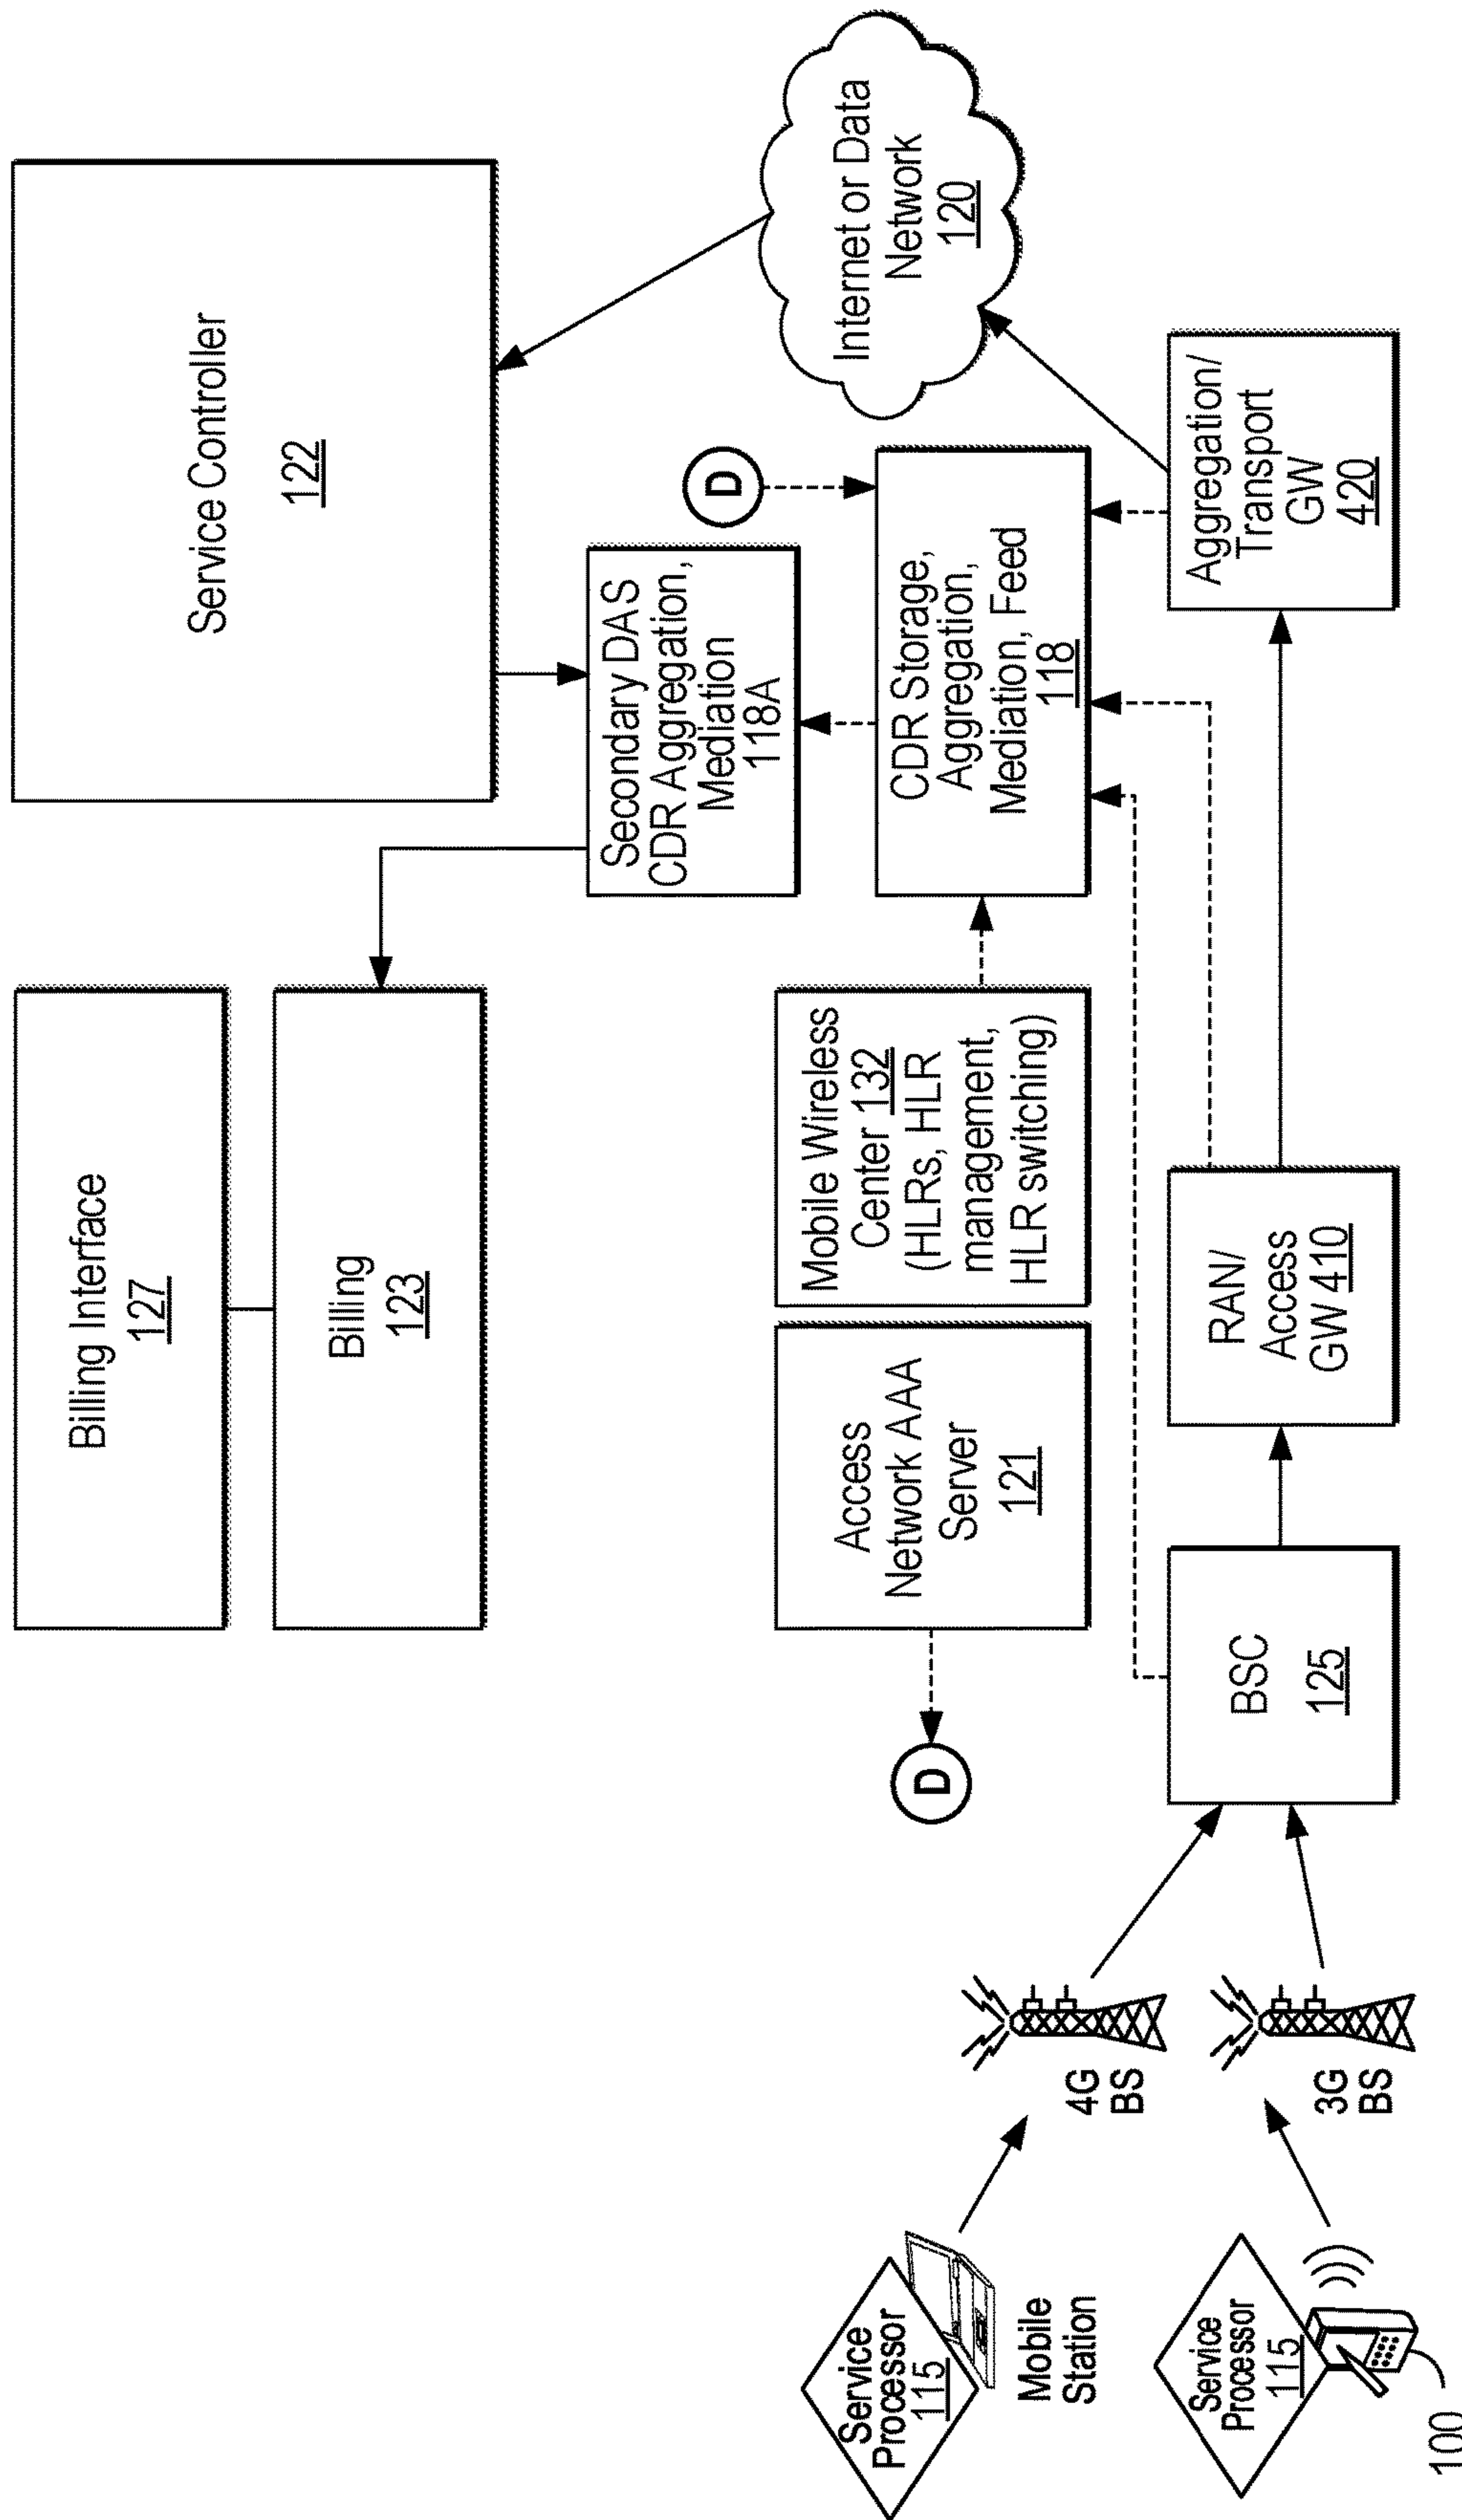 Billing Interface
127
Billing
123
Service Controller
122
Secondary DAS
CDR Aggregation,
Mediation
118A
D
Access
Network AAA
Server
121
Mobile Wireless
Center 132
(HLRs, HLR
management,
HLR switching)
CDR Storage,
Aggregation,
Mediation, Feed
118
Internet or Data
Network
120
D
Service
Processor
115
Mobile
Station
4G
BS
Service
Processor
115
100
3G
BS
BSC
125
RAN/
Access
GW 410
Aggregation/
Transport
GW
420